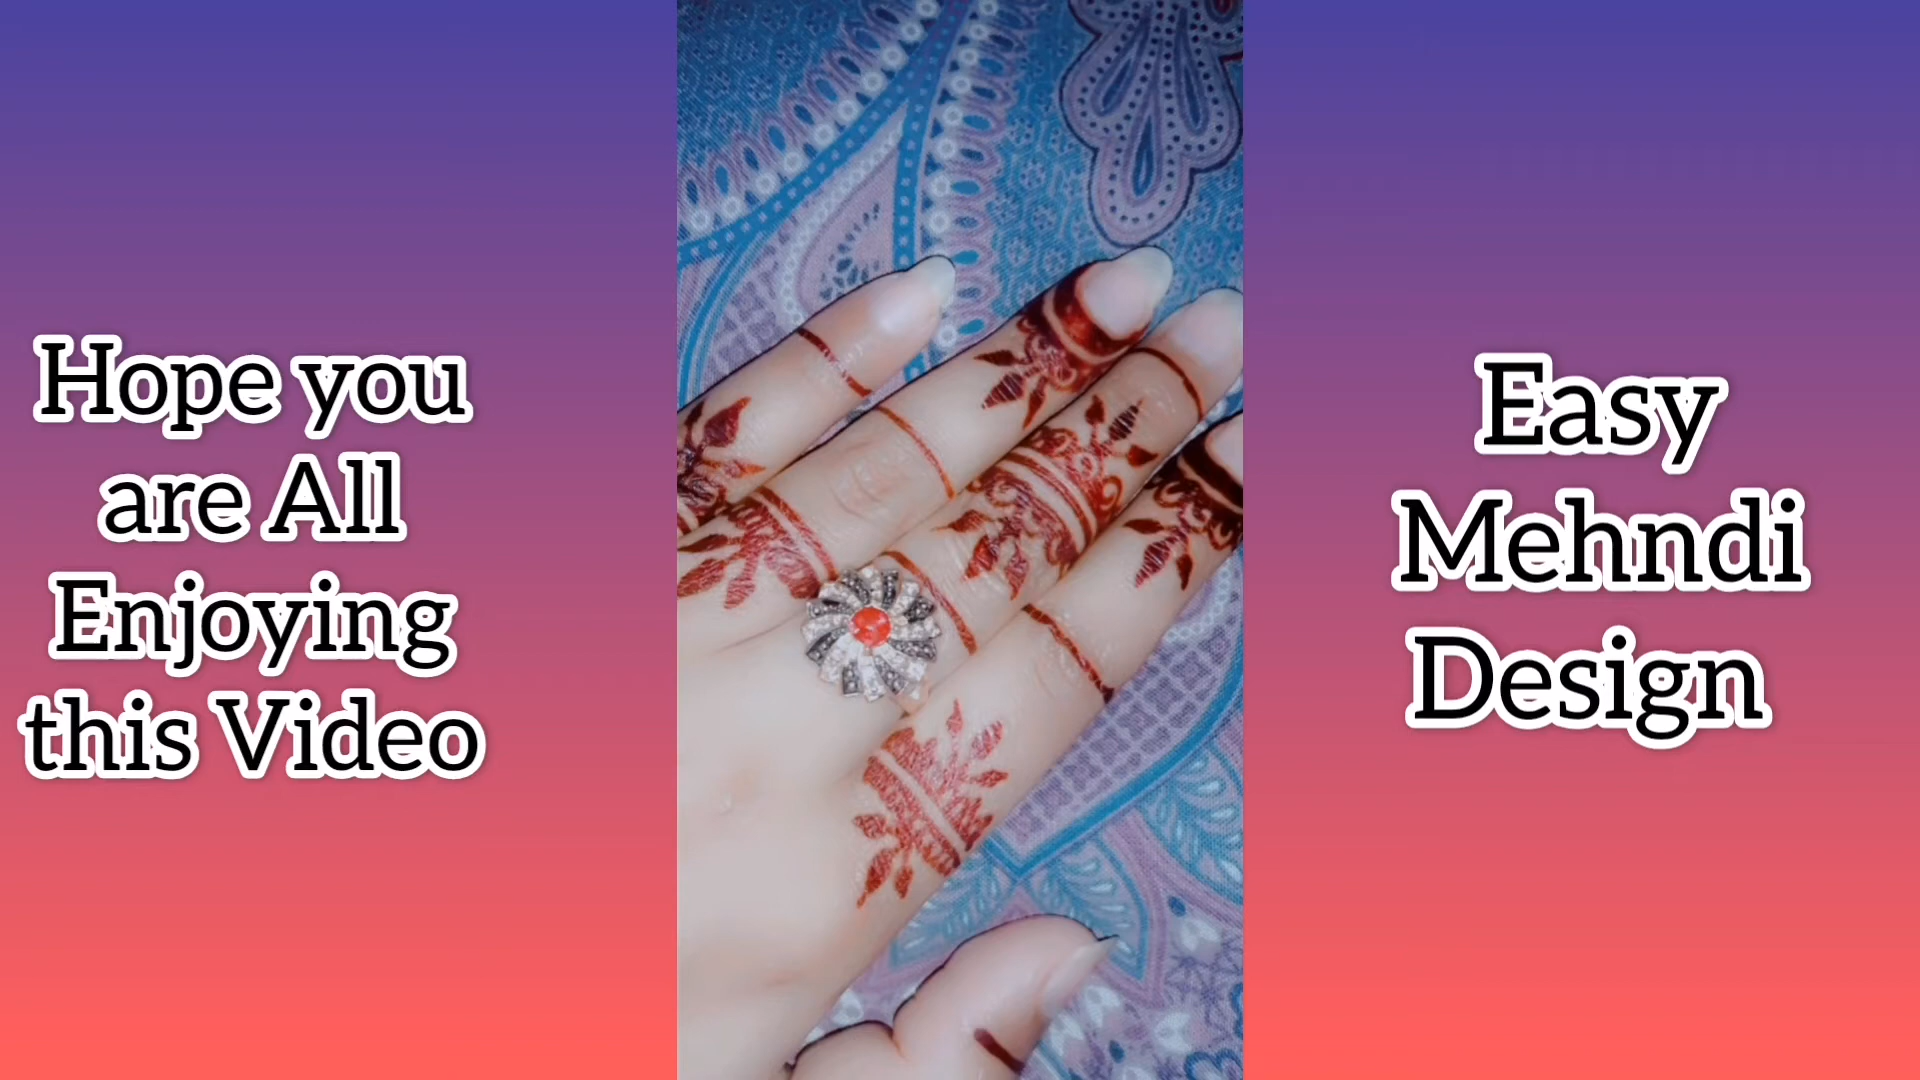 Hope you
are All
Enjoying
this Video
Easy
Mehndi
Design